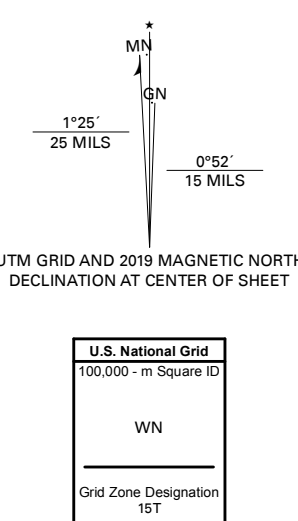 MN
GN
1°25´
25 MILS
0°52´
15 MILS
UTM GRID AND 2019 MAGNETIC NORTH
DECLINATION AT CENTER OF SHEET
U.S. National Grid
100,000 - m Square ID
WN
Grid Zone Designation
15T